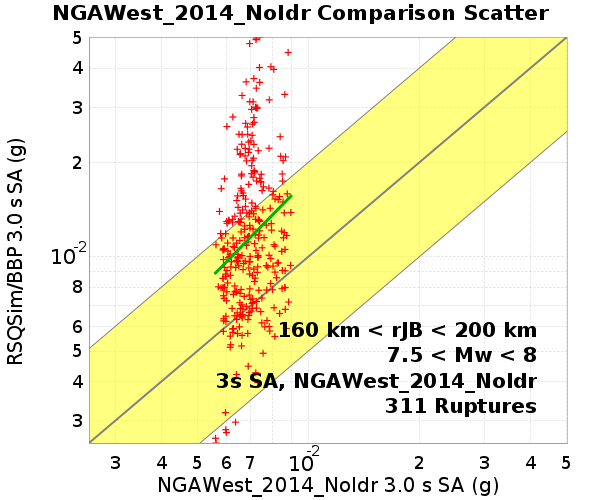 NGAWest_2014_NoIdr Comparison Scatter
RSQSim/BBP 3.0 s SA (g)
5
4
3
2
10⁻²
8
6
5
4
3
160 km < rJB < 200 km
7.5 < Mw < 8
3s SA, NGAWest_2014_NoIdr
311 Ruptures
3 4 5 6 7 10⁻² 2 3 4 5
NGAWest_2014_NoIdr 3.0 s SA (g)